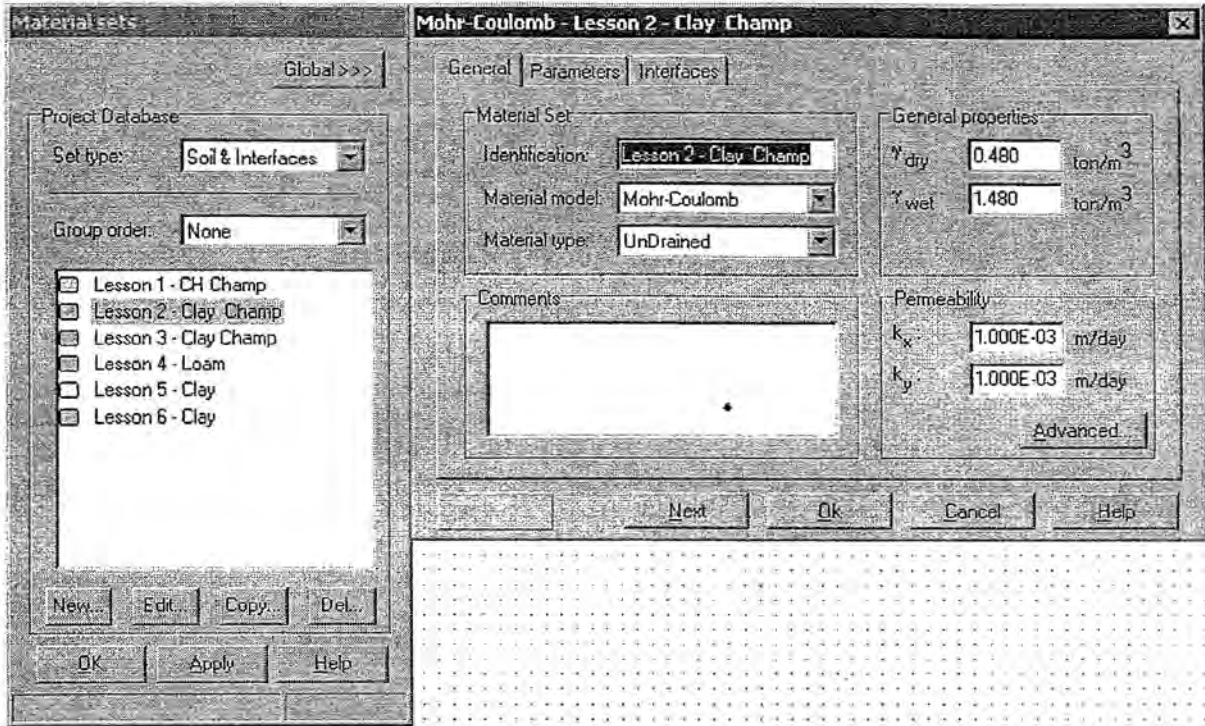 Material sets
Global >>>
Project Database
Set type: Soil & Interfaces
Group order: None
Lesson 1 - CH Champ
Lesson 2 - Clay Champ
Lesson 3 - Clay Champ
Lesson 4 - Loam
Lesson 5 - Clay
Lesson 6 - Clay
New... Edit... Copy... Del...
OK Apply Help
Mohr-Coulomb - Lesson 2 - Clay Champ
General Parameters Interfaces
Material Set
Identification: Lesson 2 - Clay Champ
Material model: Mohr-Coulomb
Material type: UnDrained
General properties
γ dry 0.480 ton/m³
γ wet 1.480 ton/m³
Comments
Permeability
kₓ : 1.000E-03 m/day
k_y : 1.000E-03 m/day
Advanced...
Next Ok Cancel Help